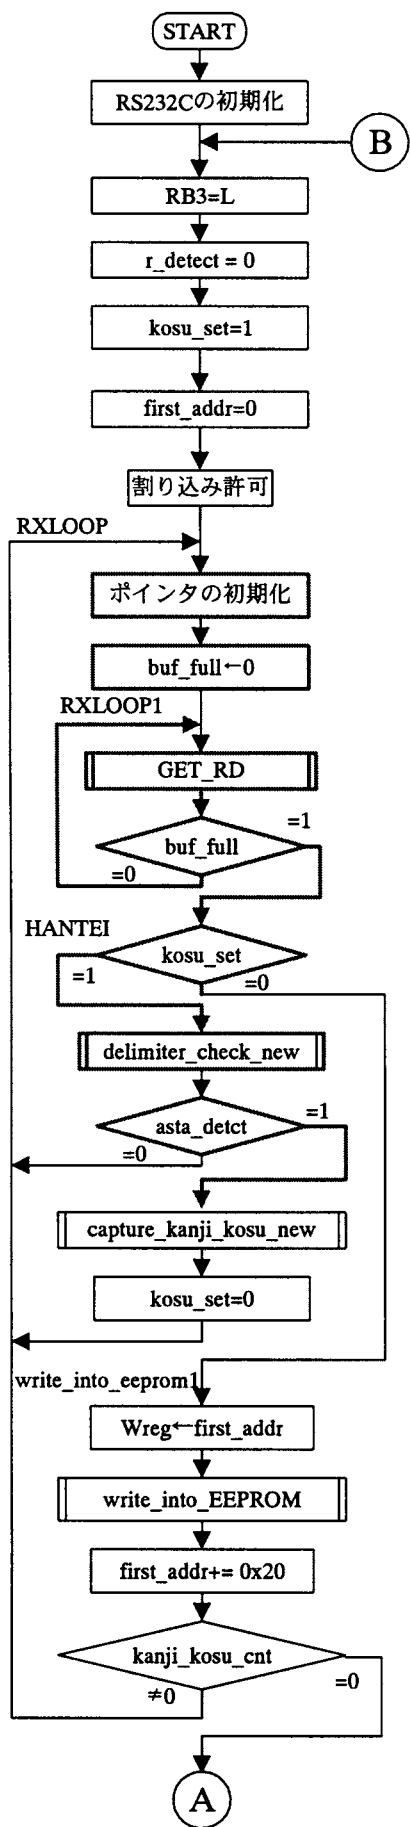 START
RS232Cの初期化
B
RB3=L
r_detect = 0
kosu_set=1
first_addr=0
割り込み許可
RXLOOP
ポインタの初期化
buf_full←0
RXLOOP1
GET_RD
=1
buf_full
=0
HANTEI
kosu_set
=1
=0
delimiter_check_new
asta_detct
=1
=0
capture_kanji_kosu_new
kosu_set=0
write_into_eeprom1
Wreg←first_addr
write_into_EEPROM
first_addr+= 0x20
kanji_kosu_cnt
≠0
=0
A